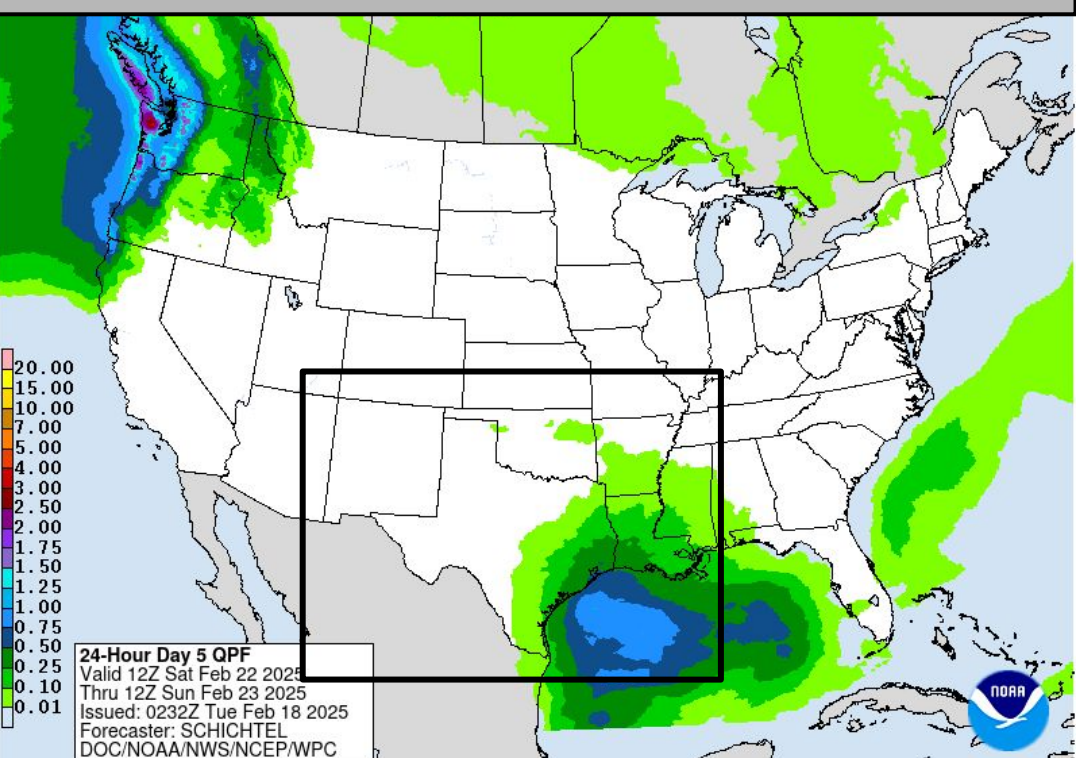 20.00
15.00
10.00
7.00
5.00
4.00
3.00
2.50
2.00
1.75
1.50
1.25
1.00
0.75
0.50
0.25
0.10
0.01
24-Hour Day 5 QPF
Valid 12Z Sat Feb 22 2025
Thru 12Z Sun Feb 23 2025
Issued: 0232Z Tue Feb 18 2025
Forecaster: SCHICHTEL
DOC/NOAA/NWS/NCEP/WPC
NOAA